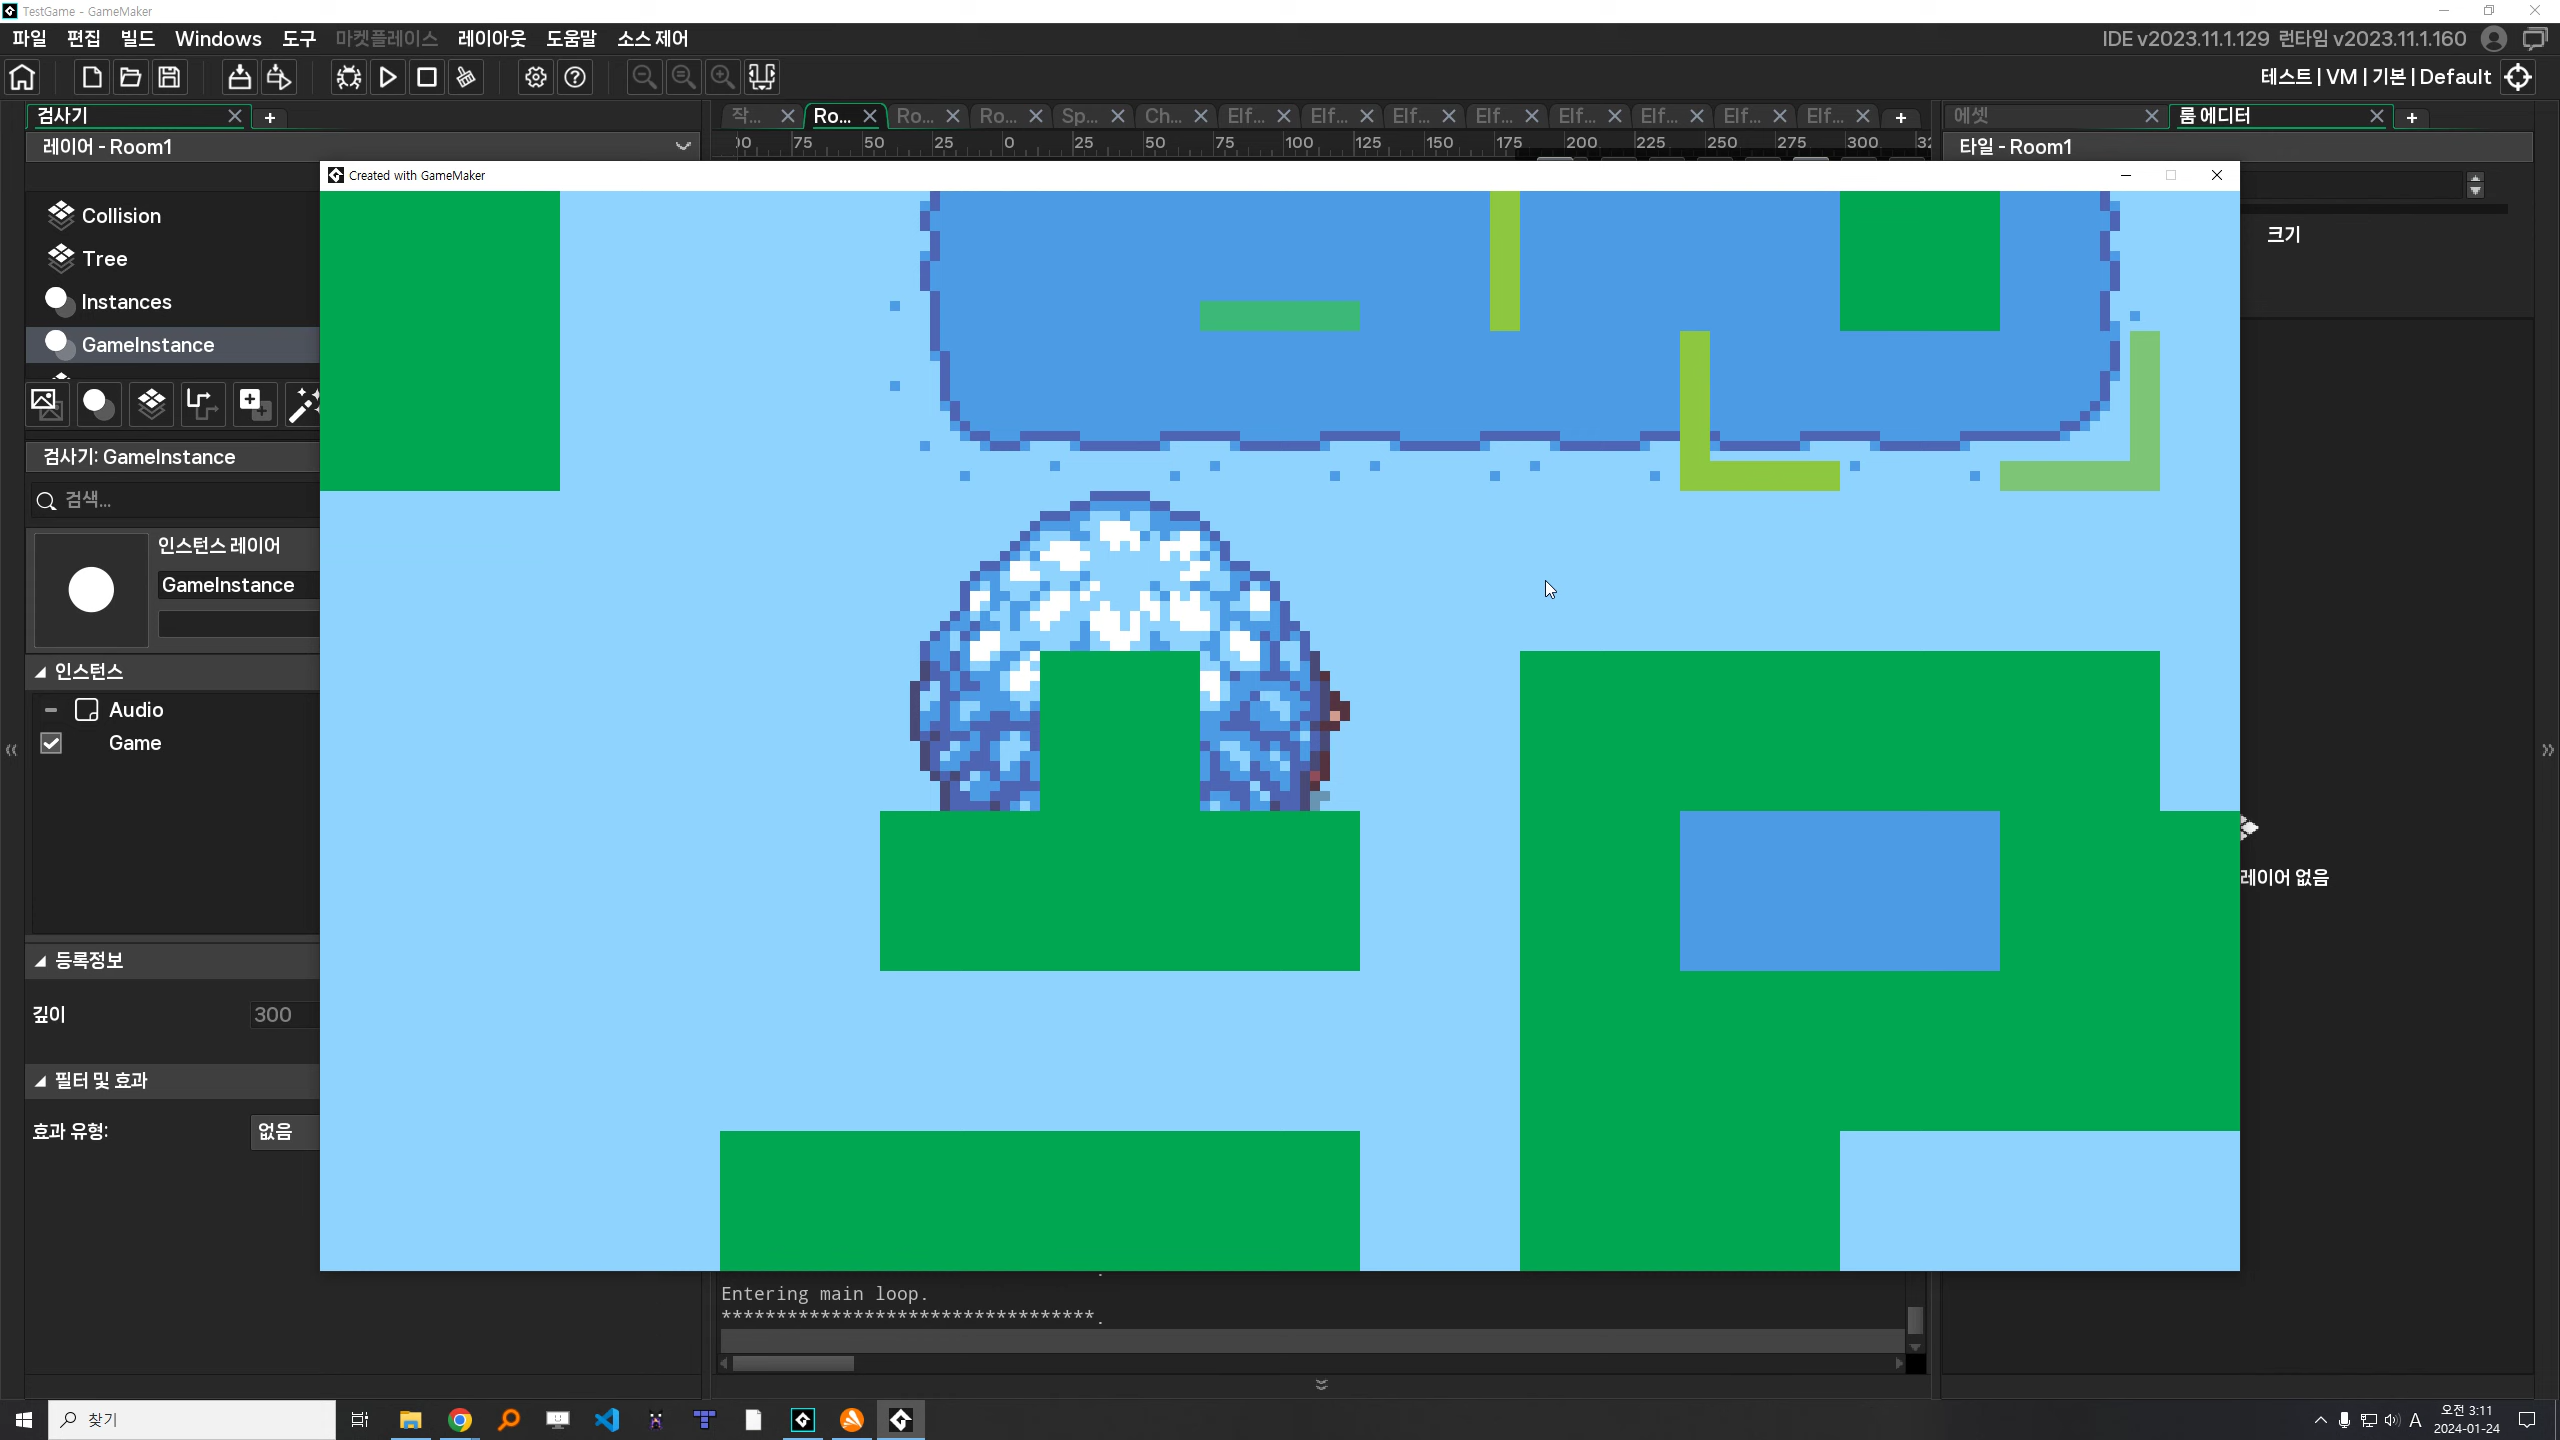 TestGame - GameMaker
파일 편집 빌드 Windows 도구 마켓플레이스 레이아웃 도움말 소스 제어
IDE v2023.11.1.129 런타임 v2023.11.1.160
테스트 | VM | 기본 | Default
검사기
작... Ro... Ro... Ro... Sp... Ch... Elf... Elf... Elf... Elf... Elf... Elf... Elf... Elf...
에셋 룸 에디터
레이어 - Room1
00 75 50 25 0 25 50 75 100 125 150 175 200 225 250 275 300 32
타일 - Room1
Created with GameMaker
Collision
Tree
Instances
GameInstance
크기
검사기: GameInstance
검색...
인스턴스 레이어
GameInstance
인스턴스
Audio
Game
레이어 없음
등록정보
깊이 300
필터 및 효과
효과 유형: 없음
Entering main loop.
**********************************.
찾기
A
오전 3:11
2024-01-24